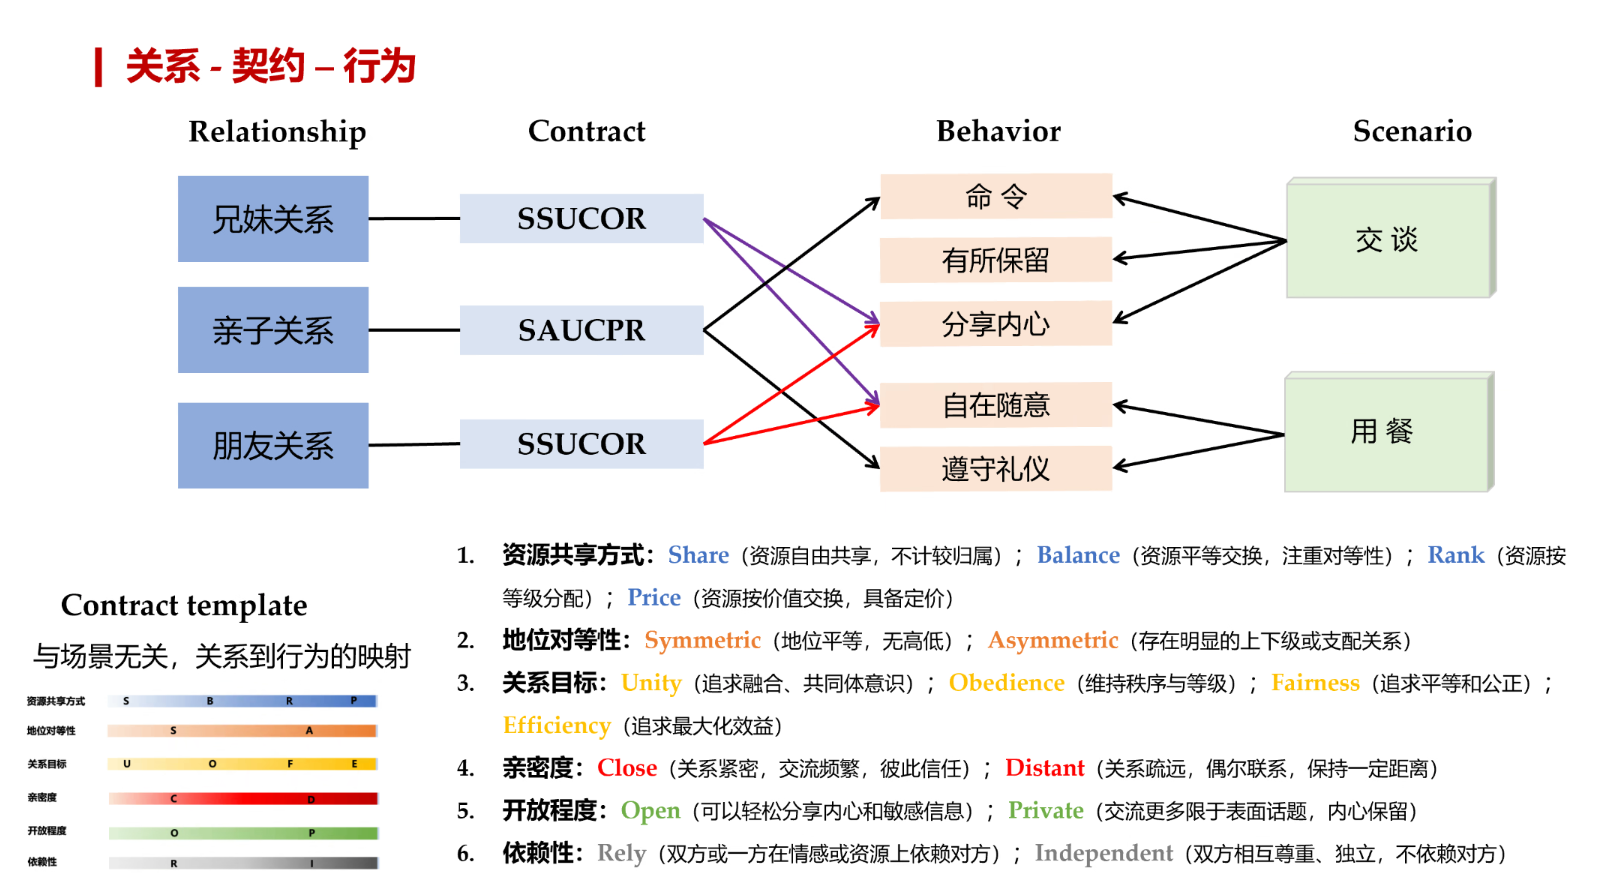 关系 - 契约 – 行为
Relationship
Contract
Behavior
Scenario
兄妹关系
SSUCOR
亲子关系
SAUCPR
朋友关系
SSUCOR
命 令
有所保留
分享内心
自在随意
遵守礼仪
交 谈
用 餐
Contract template
与场景无关，关系到行为的映射
资源共享方式 S B R P
地位对等性 S A
关系目标 U O F E
亲密度 C D
开放程度 O P
依赖性 R I
1. 资源共享方式：Share（资源自由共享，不计较归属）；Balance（资源平等交换，注重对等性）；Rank（资源按
等级分配）；Price（资源按价值交换，具备定价）
2. 地位对等性：Symmetric（地位平等，无高低）；Asymmetric（存在明显的上下级或支配关系）
3. 关系目标：Unity（追求融合、共同体意识）；Obedience（维持秩序与等级）；Fairness（追求平等和公正）；
Efficiency（追求最大化效益）
4. 亲密度：Close（关系紧密，交流频繁，彼此信任）；Distant（关系疏远，偶尔联系，保持一定距离）
5. 开放程度：Open（可以轻松分享内心和敏感信息）；Private（交流更多限于表面话题，内心保留）
6. 依赖性：Rely（双方或一方在情感或资源上依赖对方）；Independent（双方相互尊重、独立，不依赖对方）